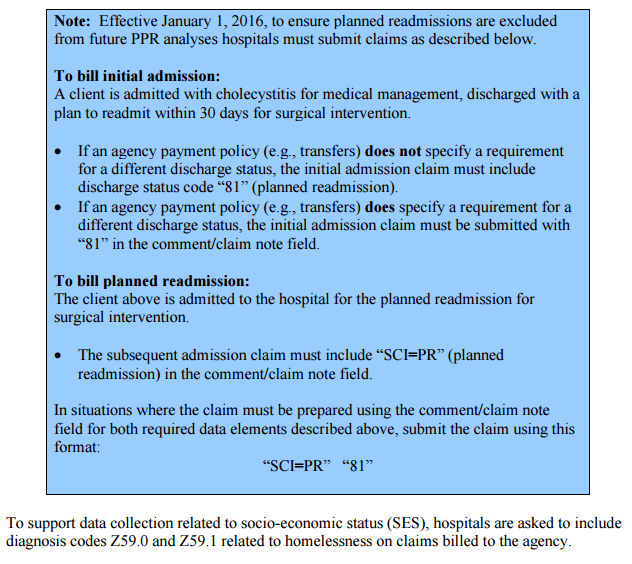 Note:  Effective January 1, 2016, to ensure planned readmissions are excluded
from future PPR analyses hospitals must submit claims as described below.
To bill initial admission:
A client is admitted with cholecystitis for medical management, discharged with a
plan to readmit within 30 days for surgical intervention.
• If an agency payment policy (e.g., transfers) does not specify a requirement
for a different discharge status, the initial admission claim must include
discharge status code “81” (planned readmission).
• If an agency payment policy (e.g., transfers) does specify a requirement for a
different discharge status, the initial admission claim must be submitted with
“81” in the comment/claim note field.
To bill planned readmission:
The client above is admitted to the hospital for the planned readmission for
surgical intervention.
• The subsequent admission claim must include “SCI=PR” (planned
readmission) in the comment/claim note field.
In situations where the claim must be prepared using the comment/claim note
field for both required data elements described above, submit the claim using this
format:
“SCI=PR”  “81”
To support data collection related to socio-economic status (SES), hospitals are asked to include
diagnosis codes Z59.0 and Z59.1 related to homelessness on claims billed to the agency.